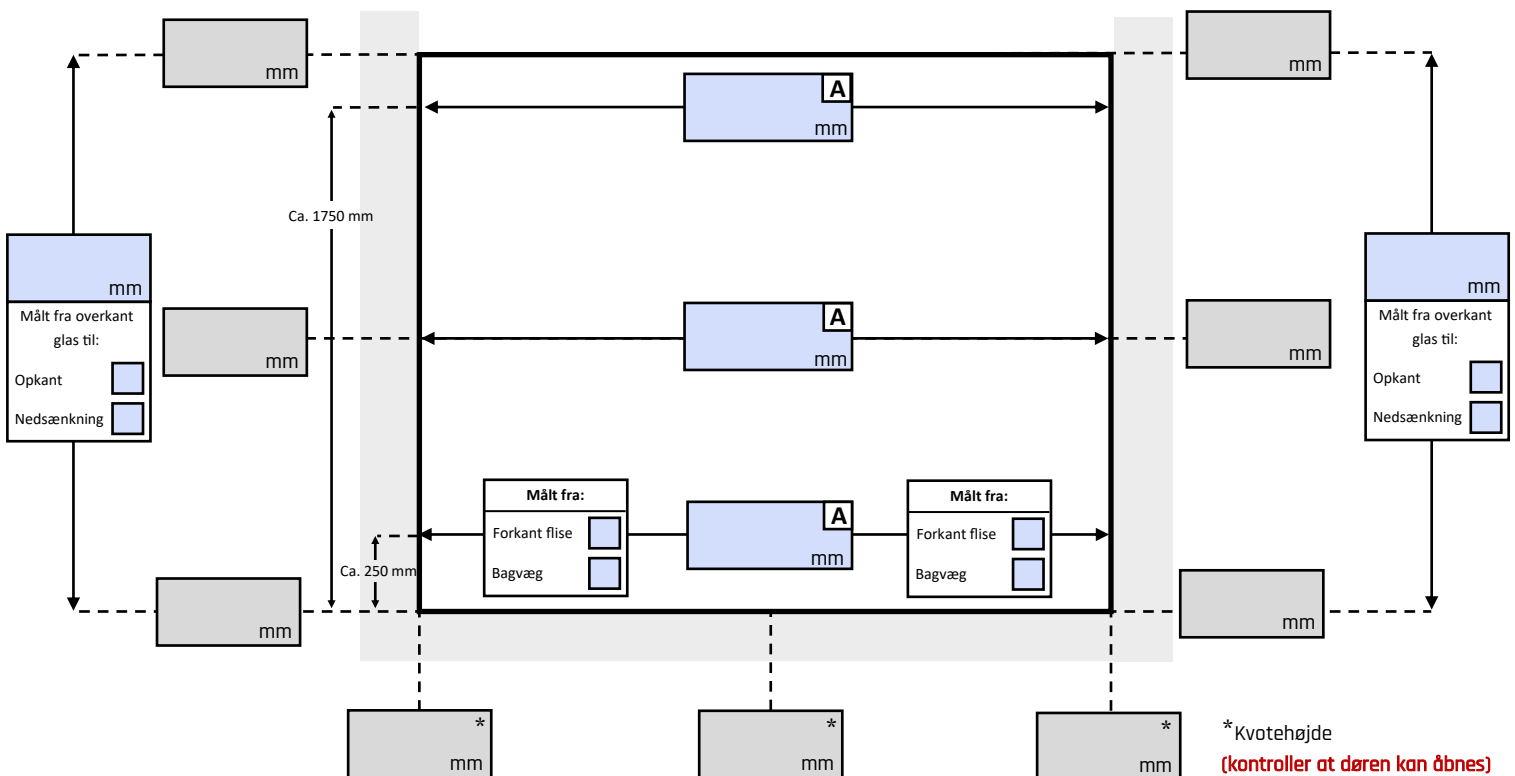 mm
mm
A
mm
Ca. 1750 mm
mm
Målt fra overkant
glas til:
Opkant
Nedsænkning
mm
Målt fra overkant
glas til:
Opkant
Nedsænkning
mm
A
mm
mm
Målt fra:
Forkant flise
Bagvæg
A
mm
Målt fra:
Forkant flise
Bagvæg
Ca. 250 mm
mm
mm
*
mm
*
mm
*
mm
*Kvotehøjde
(kontroller at døren kan åbnes)